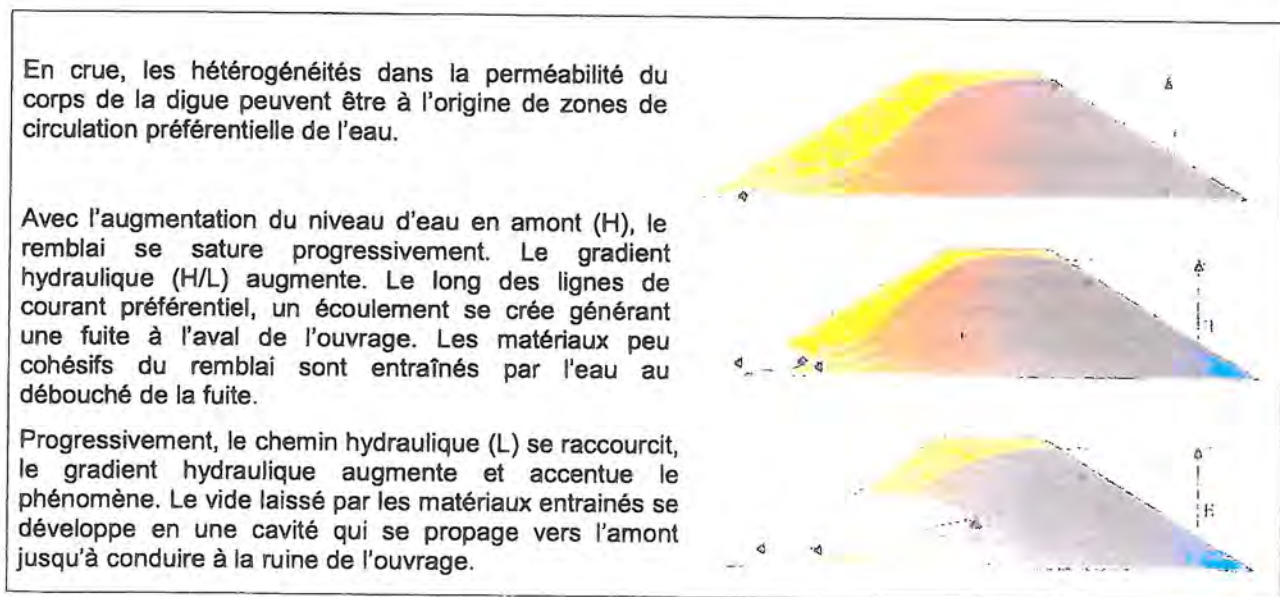 En crue, les hétérogénéités dans la perméabilité du
corps de la digue peuvent être à l'origine de zones de
circulation préférentielle de l'eau.
Avec l'augmentation du niveau d'eau en amont (H), le
remblai se sature progressivement. Le gradient
hydraulique (H/L) augmente. Le long des lignes de
courant préférentiel, un écoulement se crée générant
une fuite à l'aval de l'ouvrage. Les matériaux peu
cohésifs du remblai sont entraînés par l'eau au
débouché de la fuite.
Progressivement, le chemin hydraulique (L) se raccourcit,
le gradient hydraulique augmente et accentue le
phénomène. Le vide laissé par les matériaux entrainés se
développe en une cavité qui se propage vers l'amont
jusqu'à conduire à la ruine de l'ouvrage.